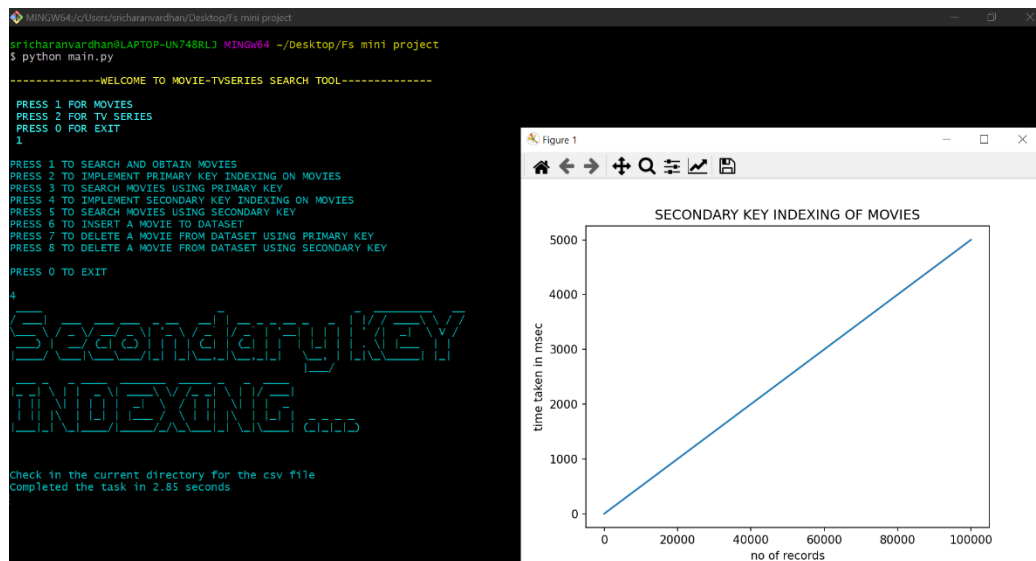 MINGW64:/c/Users/sricharanvardhan/Desktop/Fs mini project
sricharanvardhan@LAPTOP-UN748RLJ MINGW64 ~/Desktop/Fs mini project
$ python main.py
--------------WELCOME TO MOVIE-TVSERIES SEARCH TOOL--------------
PRESS 1 FOR MOVIES
PRESS 2 FOR TV SERIES
PRESS 0 FOR EXIT
1
PRESS 1 TO SEARCH AND OBTAIN MOVIES
PRESS 2 TO IMPLEMENT PRIMARY KEY INDEXING ON MOVIES
PRESS 3 TO SEARCH MOVIES USING PRIMARY KEY
PRESS 4 TO IMPLEMENT SECONDARY KEY INDEXING ON MOVIES
PRESS 5 TO SEARCH MOVIES USING SECONDARY KEY
PRESS 6 TO INSERT A MOVIE TO DATASET
PRESS 7 TO DELETE A MOVIE FROM DATASET USING PRIMARY KEY
PRESS 8 TO DELETE A MOVIE FROM DATASET USING SECONDARY KEY
PRESS 0 TO EXIT
4
Secondary KEY
INDEXING....
Check in the current directory for the csv file
Completed the task in 2.85 seconds
Figure 1
SECONDARY KEY INDEXING OF MOVIES
5000
4000
3000
2000
1000
0
time taken in msec
0 20000 40000 60000 80000 100000
no of records